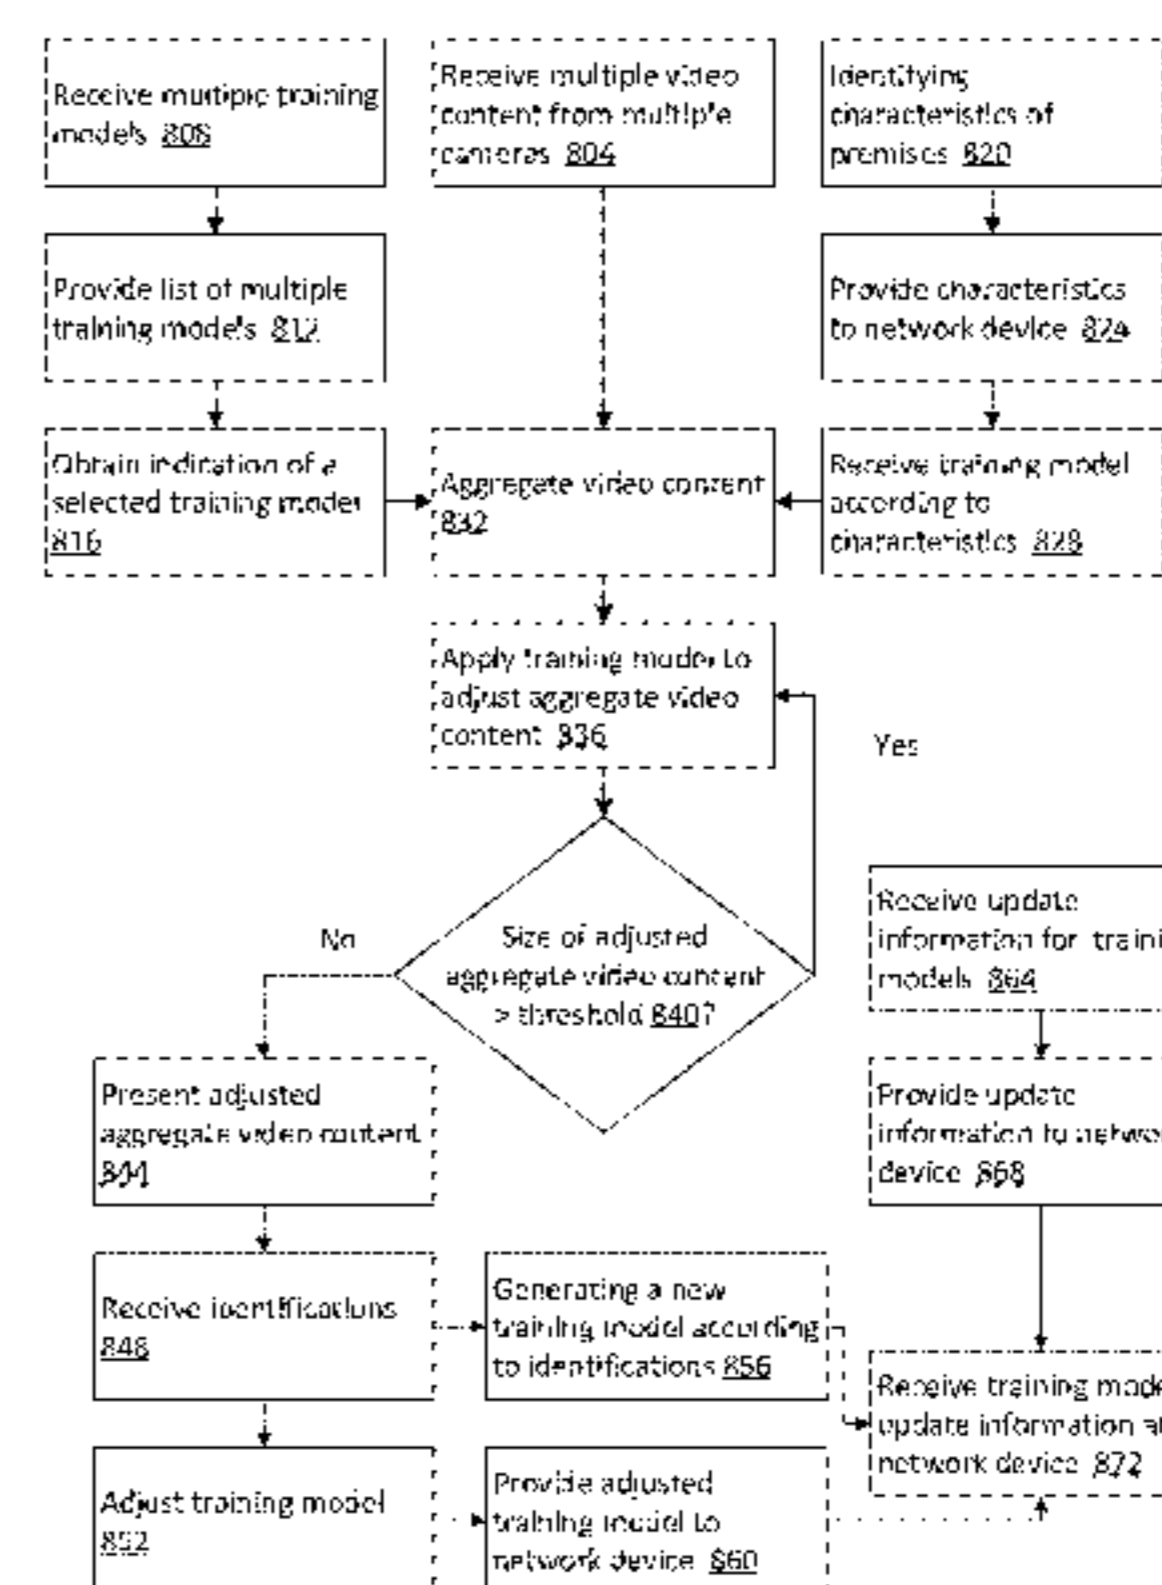 Receive multiple training
models 808
Receive multiple video
content from multiple
cameras 804
Identifying
characteristics of
premises 820
Provide list of multiple
training models 812
Provide characteristics
to network device 824
Obtain indication of a
selected training model
816
Aggregate video content
832
Receive training model
according to
characteristics 828
Apply training model to
adjust aggregate video
content 836
Yes
No
Size of adjusted
aggregate video content
> threshold 840?
Receive update
information for traini
models 864
Present adjusted
aggregate video content
844
Provide update
information to netwo
device 868
Receive identifications
848
Generating a new
training model according
to identifications 856
Receive training mode
update information at
network device 872
Adjust training model
852
Provide adjusted
training model to
network device 860